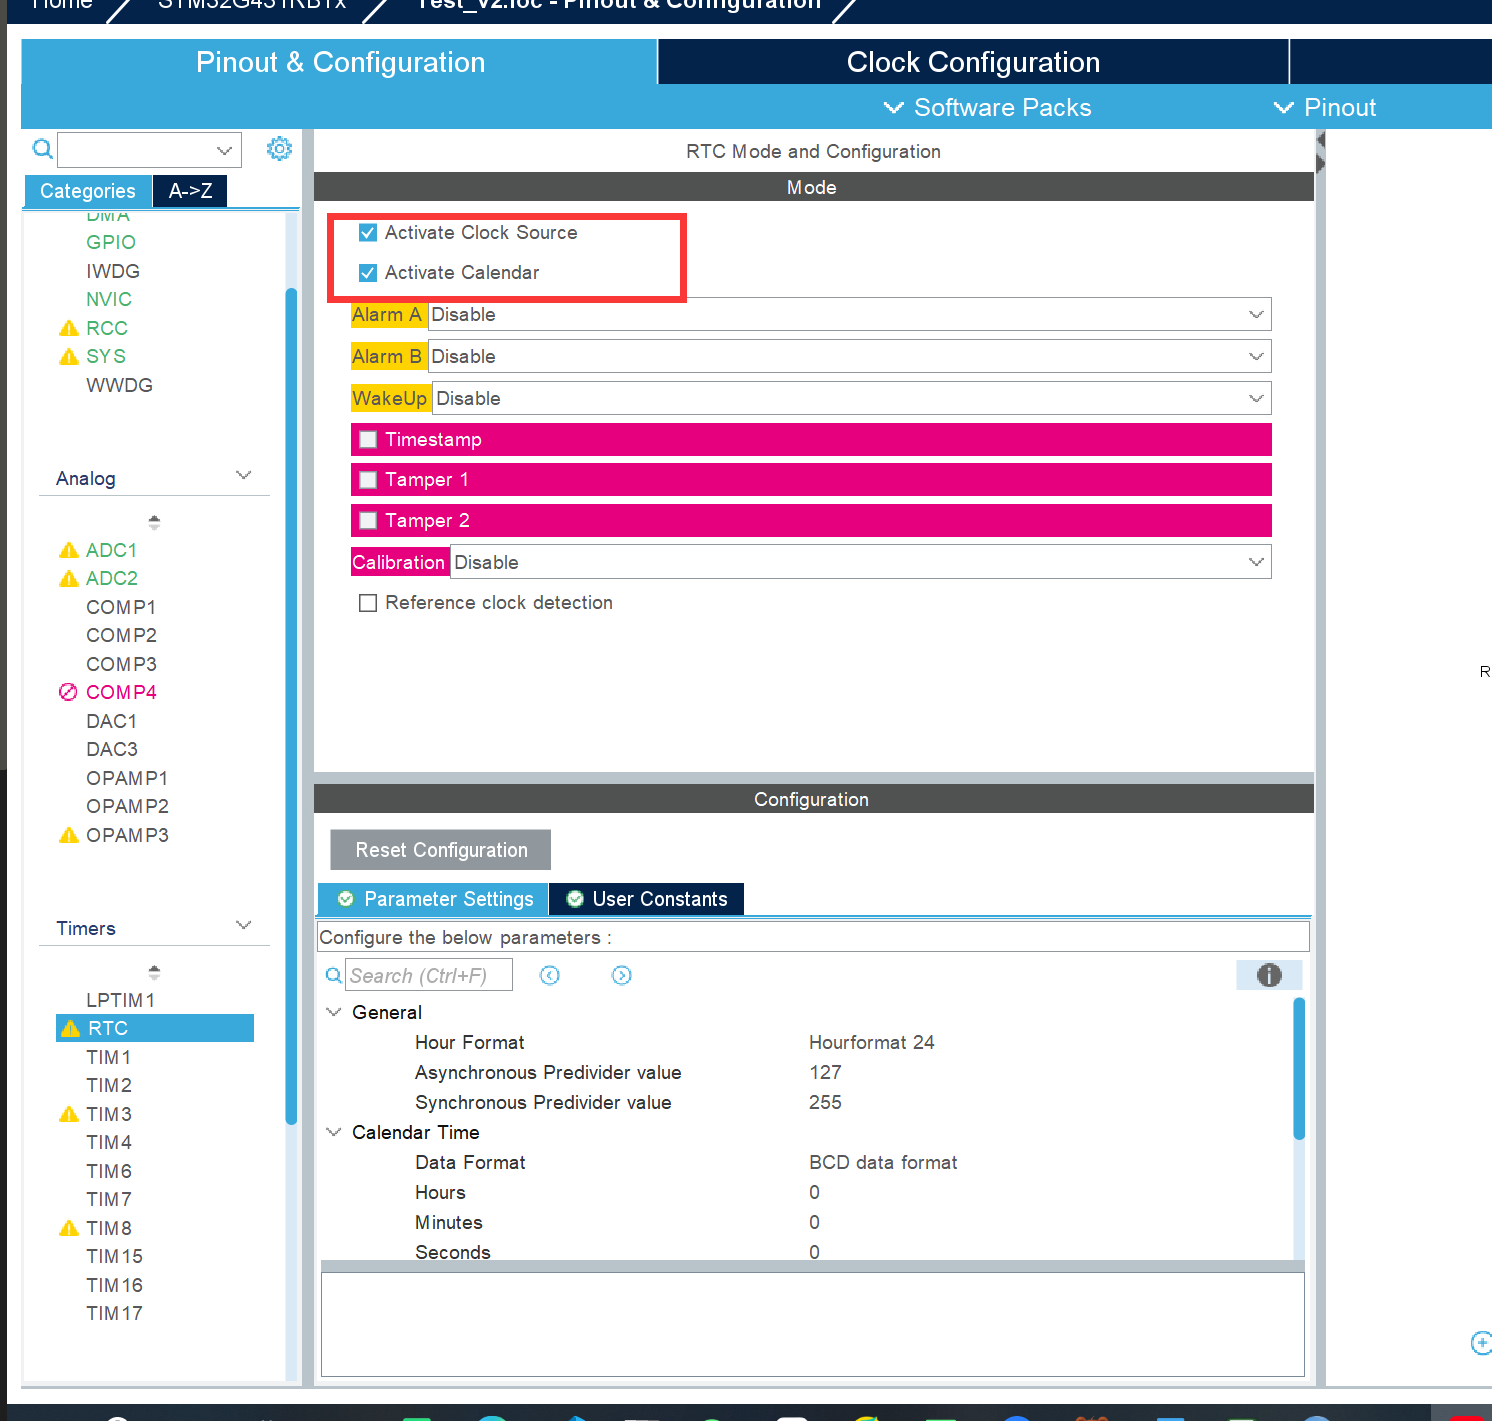 Home
STM32G431RBTx
Test_v2.ioc - Pinout & Configuration
Pinout & Configuration
Clock Configuration
Software Packs
Pinout
Categories
A->Z
DMA
GPIO
IWDG
NVIC
RCC
SYS
WWDG
Analog
ADC1
ADC2
COMP1
COMP2
COMP3
COMP4
DAC1
DAC3
OPAMP1
OPAMP2
OPAMP3
Timers
LPTIM1
RTC
TIM1
TIM2
TIM3
TIM4
TIM6
TIM7
TIM8
TIM15
TIM16
TIM17
RTC Mode and Configuration
Mode
Activate Clock Source
Activate Calendar
Alarm A Disable
Alarm B Disable
WakeUp Disable
Timestamp
Tamper 1
Tamper 2
Calibration Disable
Reference clock detection
Configuration
Reset Configuration
Parameter Settings
User Constants
Configure the below parameters :
Search (Ctrl+F)
General
Hour Format Hourformat 24
Asynchronous Predivider value 127
Synchronous Predivider value 255
Calendar Time
Data Format BCD data format
Hours 0
Minutes 0
Seconds 0
R